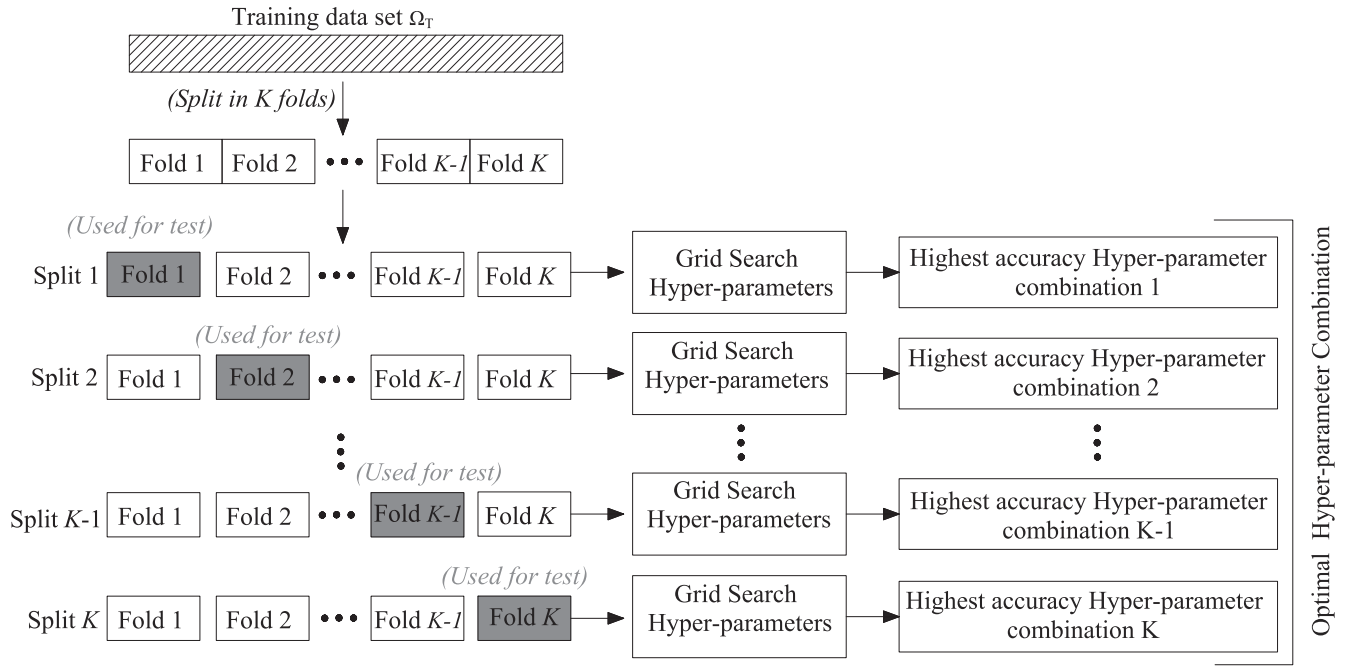 Training data set Ω_T
(Split in K folds)
Fold 1 Fold 2 ••• Fold K-1 Fold K
(Used for test)
Split 1 Fold 1 Fold 2 ••• Fold K-1 Fold K
Grid Search
Hyper-parameters
Highest accuracy Hyper-parameter
combination 1
(Used for test)
Split 2 Fold 1 Fold 2 ••• Fold K-1 Fold K
Grid Search
Hyper-parameters
Highest accuracy Hyper-parameter
combination 2
(Used for test)
Split K-1 Fold 1 Fold 2 ••• Fold K-1 Fold K
Grid Search
Hyper-parameters
Highest accuracy Hyper-parameter
combination K-1
(Used for test)
Split K Fold 1 Fold 2 ••• Fold K-1 Fold K
Grid Search
Hyper-parameters
Highest accuracy Hyper-parameter
combination K
Optimal Hyper-parameter Combination